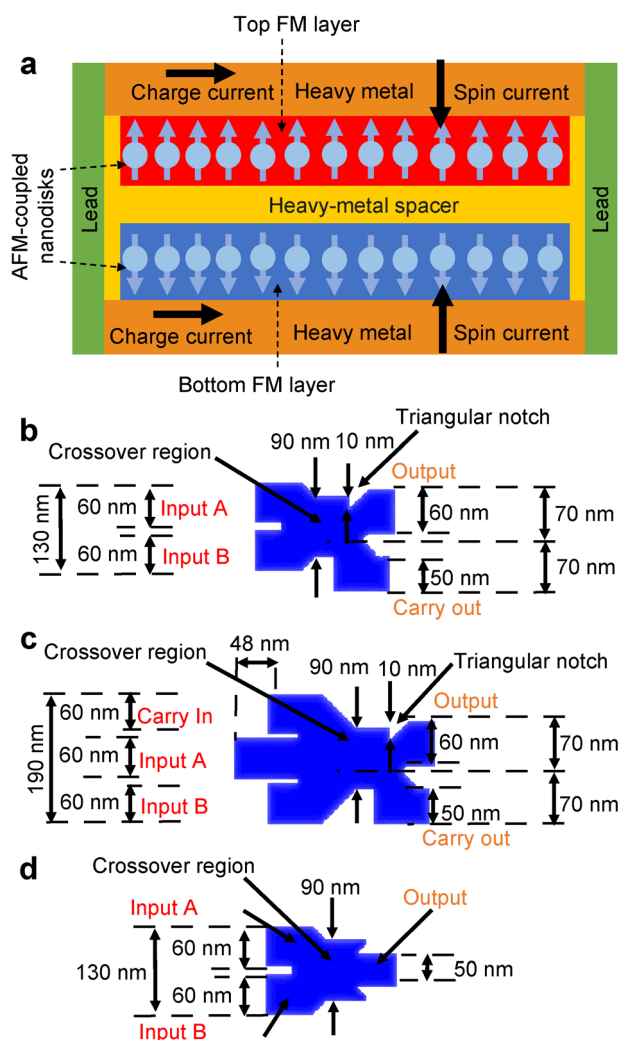 Top FM layer
a
Charge current
Heavy metal
Spin current
AFM-coupled
nanodisks
Lead
Heavy-metal spacer
Lead
Charge current
Heavy metal
Spin current
Bottom FM layer
b
Triangular notch
Crossover region
90 nm
10 nm
Output
130 nm
60 nm
Input A
60 nm
70 nm
60 nm
Input B
50 nm
70 nm
Carry out
c
48 nm
Crossover region
90 nm
10 nm
Triangular notch
Output
190 nm
60 nm
Carry In
60 nm
70 nm
60 nm
Input A
60 nm
Input B
50 nm
70 nm
Carry out
d
Crossover region
90 nm
Input A
Output
60 nm
130 nm
50 nm
60 nm
Input B